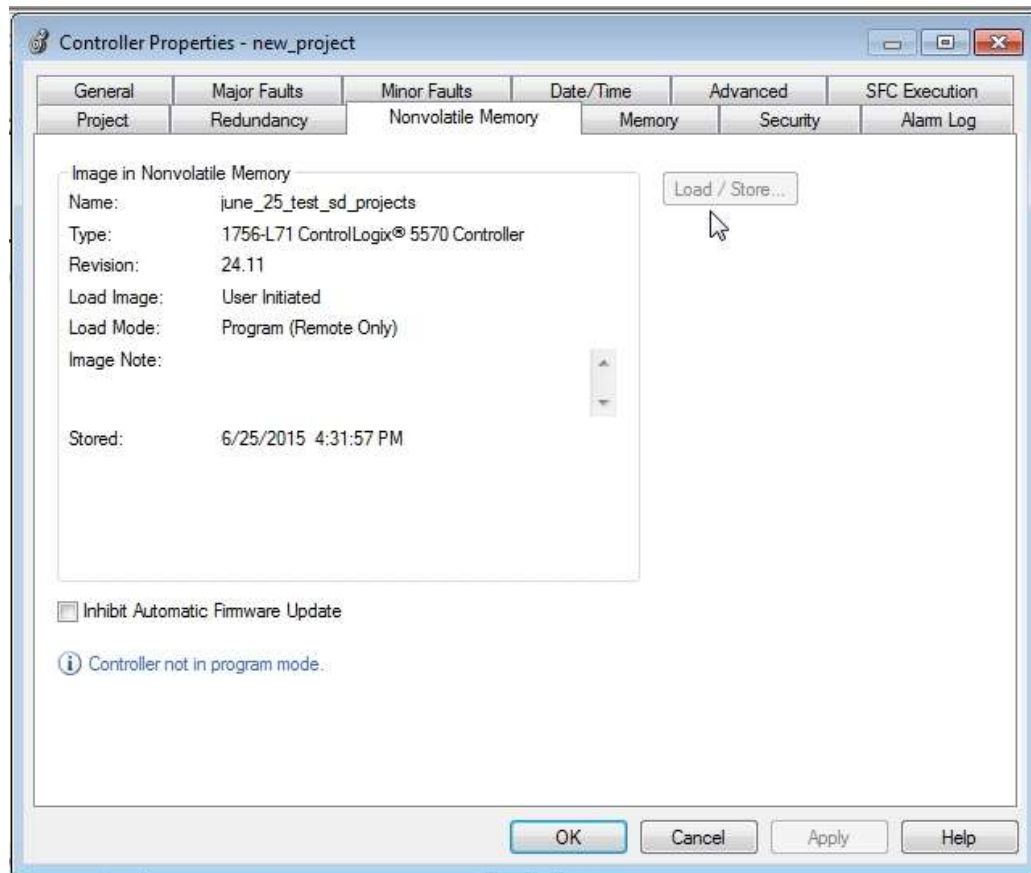 Controller Properties - new_project
General Major Faults Minor Faults Date/Time Advanced SFC Execution
Project Redundancy Nonvolatile Memory Memory Security Alarm Log
Image in Nonvolatile Memory
Load / Store...
Name: june_25_test_sd_projects
Type: 1756-L71 ControlLogix® 5570 Controller
Revision: 24.11
Load Image: User Initiated
Load Mode: Program (Remote Only)
Image Note:
Stored: 6/25/2015 4:31:57 PM
Inhibit Automatic Firmware Update
Controller not in program mode.
OK Cancel Apply Help